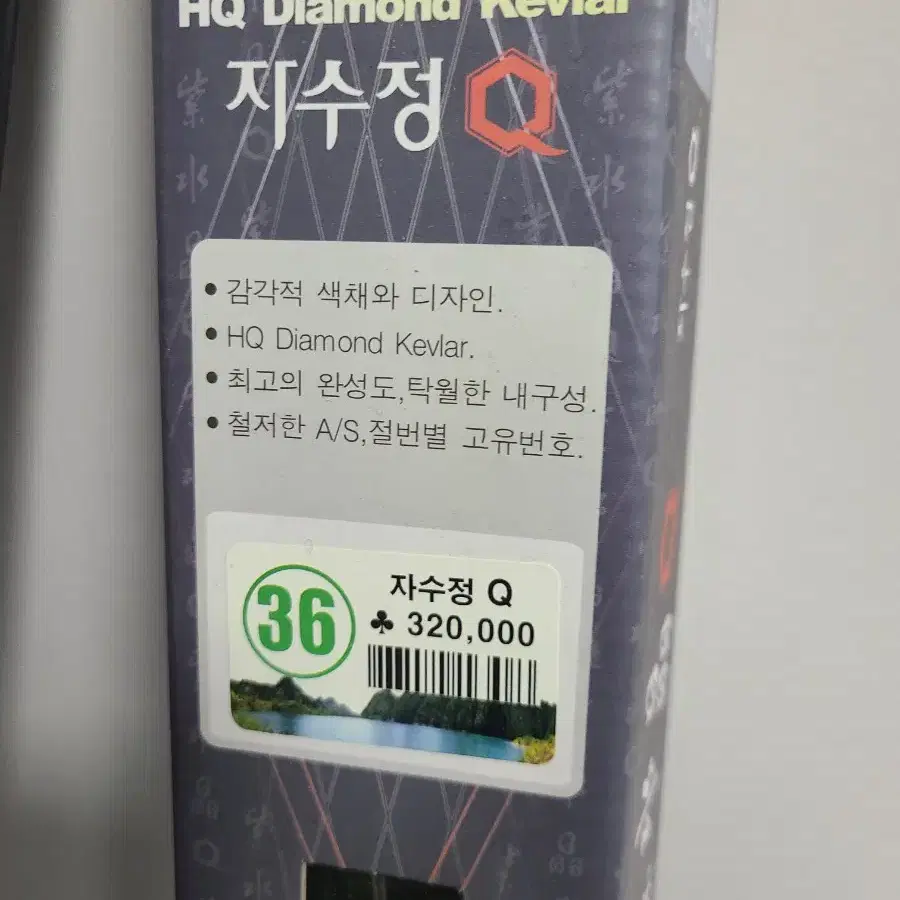 HQ Diamond Kevlar
자수정 Q
• 감각적 색채와 디자인.
• HQ Diamond Kevlar.
• 최고의 완성도,탁월한 내구성.
• 철저한 A/S,절번별 고유번호.
36
자수정 Q
♣ 320,000
紫
水